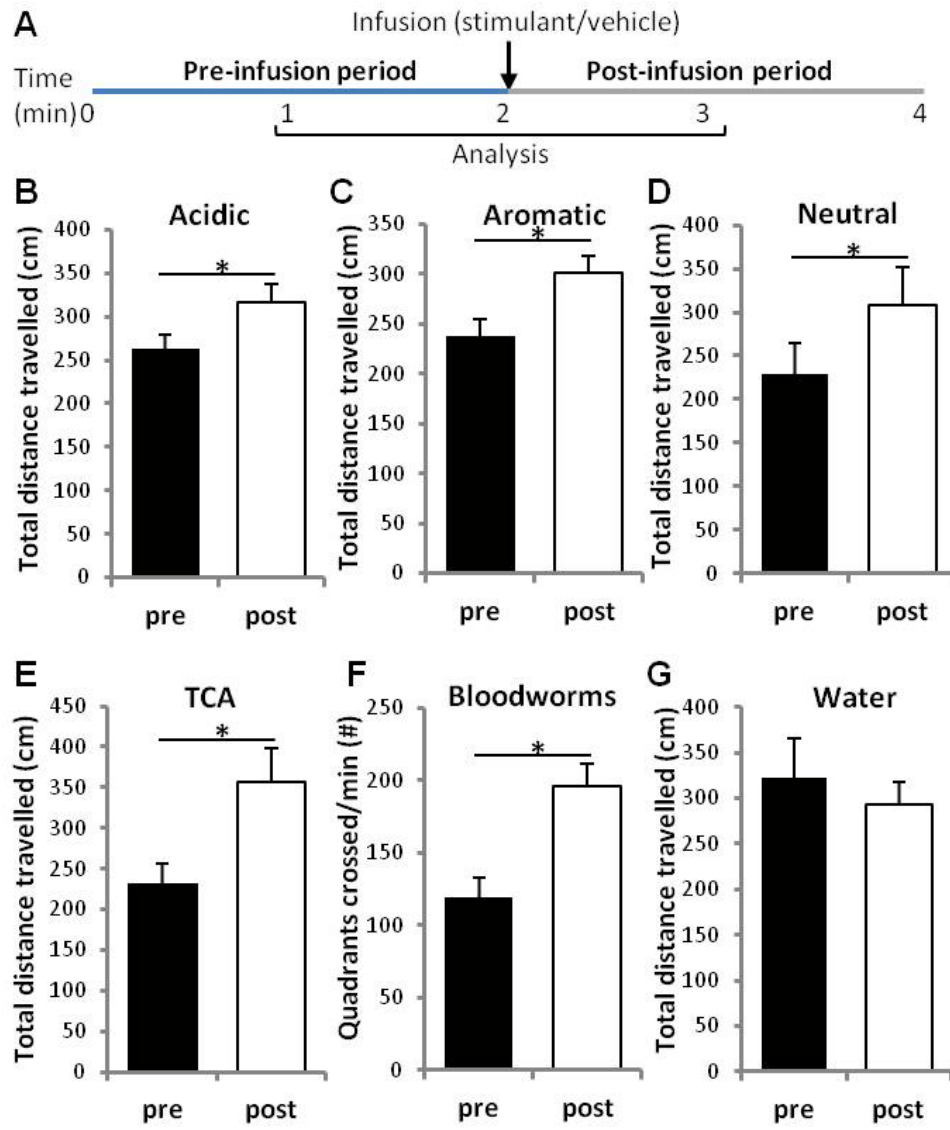 A
Infusion (stimulant/vehicle)
Time
(min)
Pre-infusion period
Post-infusion period
0
1
2
3
4
Analysis
B
Acidic
Total distance travelled (cm)
400
350
300
250
200
150
100
50
0
*
pre
post
C
Aromatic
Total distance travelled (cm)
350
300
250
200
150
100
50
0
*
pre
post
D
Neutral
Total distance travelled (cm)
400
350
300
250
200
150
100
50
0
*
pre
post
E
TCA
Total distance travelled (cm)
450
400
350
300
250
200
150
100
50
0
*
pre
post
F
Bloodworms
Quadrants crossed/min (#)
250
200
150
100
50
0
*
pre
post
G
Water
Total distance travelled (cm)
400
350
300
250
200
150
100
50
0
pre
post